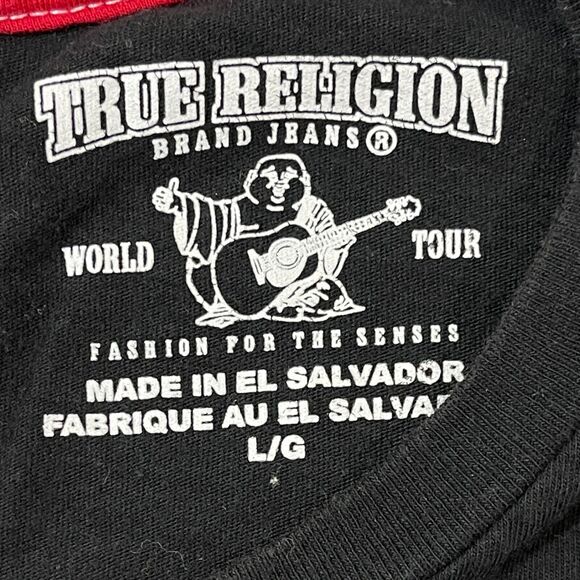 TRUE RELIGION
BRAND JEANS®
WORLD TOUR
FASHION FOR THE SENSES
MADE IN EL SALVADOR
FABRIQUE AU EL
L/G